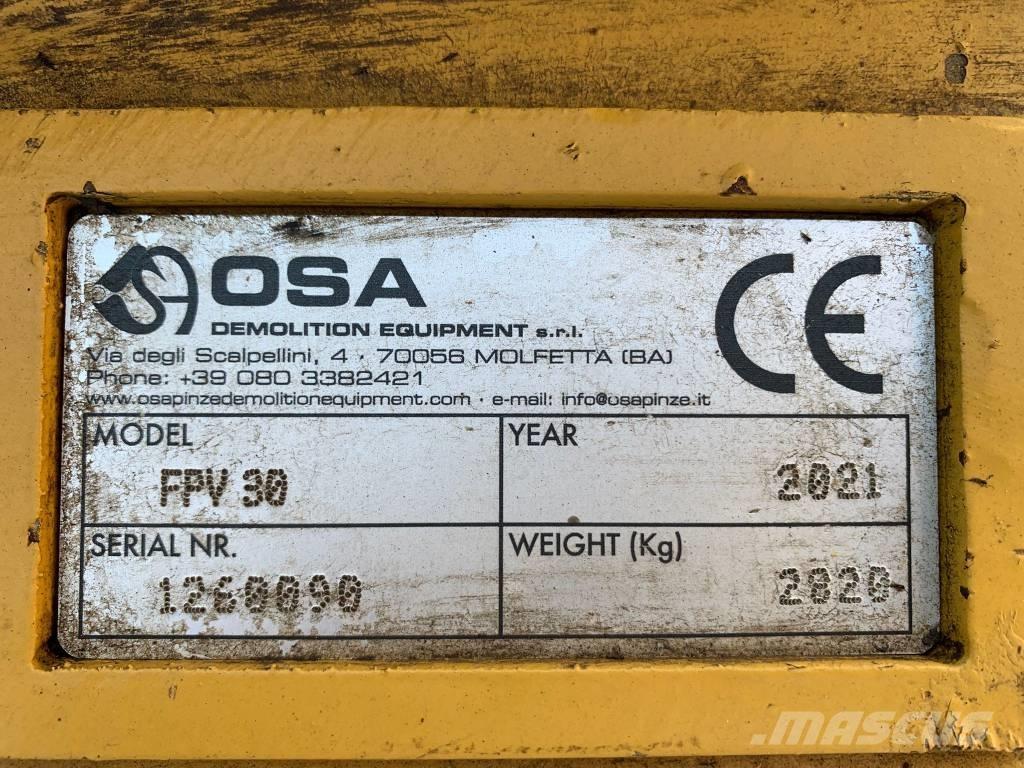 OSA
DEMOLITION EQUIPMENT s.r.l.
CE
Via degli Scalpellini, 4 · 70056 MOLFETTA (BA)
Phone: +39 080 3382421
www.osapinzedemolitionequipment.com · e-mail: info@osapinze.it
MODEL
FPV 30
YEAR
2021
SERIAL NR.
1260090
WEIGHT (Kg)
2020
MASCUS